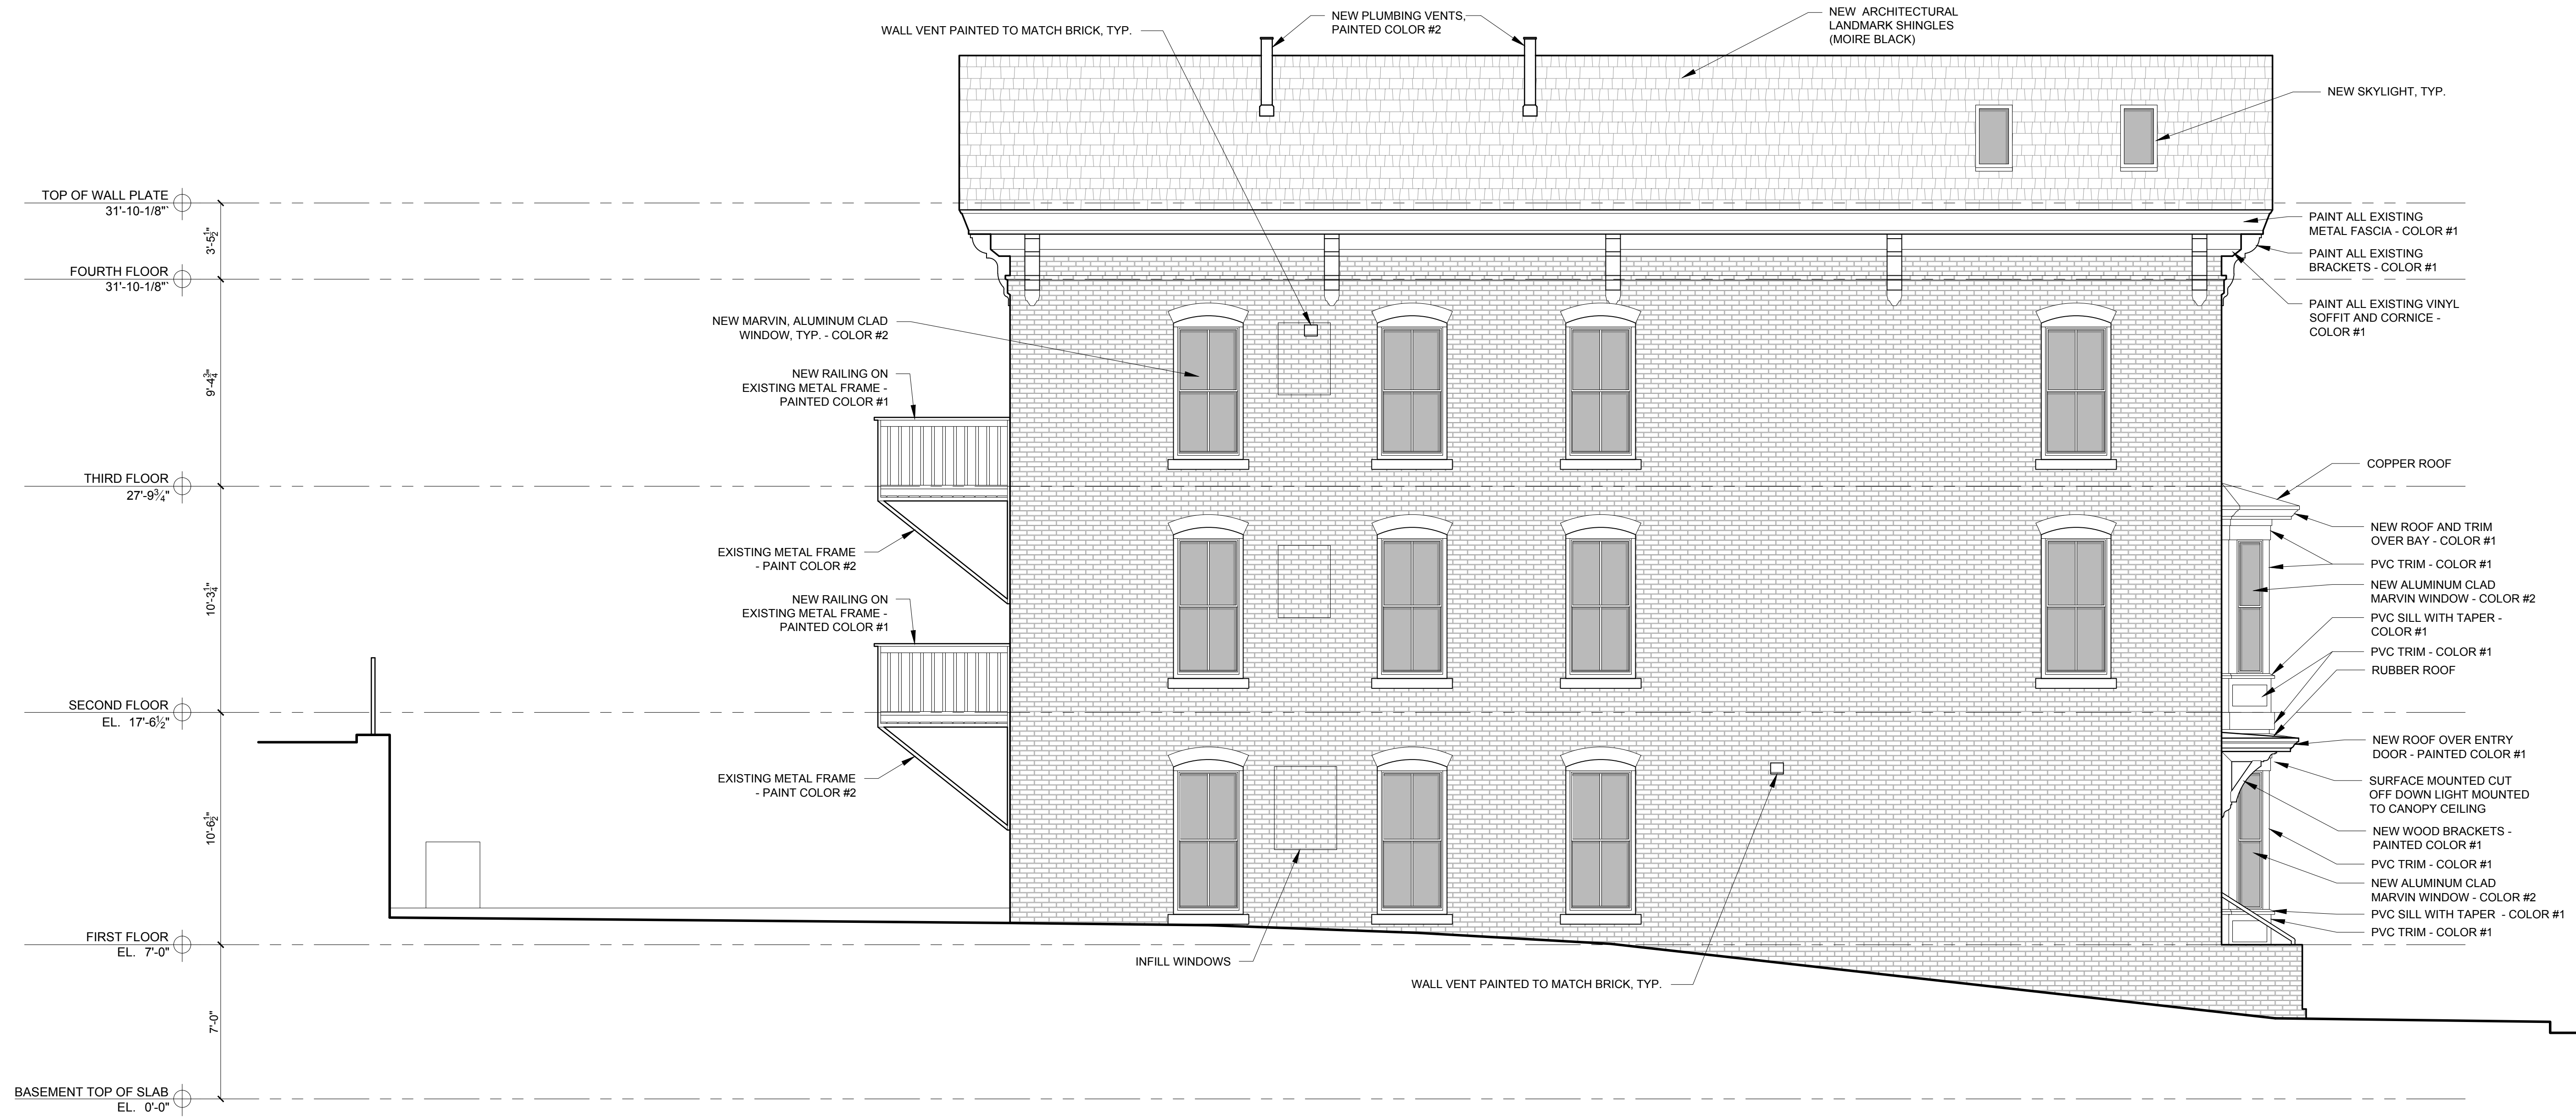 NEW PLUMBING VENTS,
PAINTED COLOR #2
NEW  ARCHITECTURAL
LANDMARK SHINGLES
(MOIRE BLACK)
WALL VENT PAINTED TO MATCH BRICK, TYP.
NEW SKYLIGHT, TYP.
TOP OF WALL PLATE
31'-10-1/8"`
3'-5½"
FOURTH FLOOR
31'-10-1/8"`
9'-4¾"
THIRD FLOOR
27'-9¾"
10'-3¼"
SECOND FLOOR
EL.  17'-6½"
10'-6½"
FIRST FLOOR
EL.  7'-0"
7'-0"
BASEMENT TOP OF SLAB
EL.  0'-0"
NEW MARVIN, ALUMINUM CLAD
WINDOW, TYP. - COLOR #2
NEW RAILING ON
EXISTING METAL FRAME -
PAINTED COLOR #1
EXISTING METAL FRAME
- PAINT COLOR #2
NEW RAILING ON
EXISTING METAL FRAME -
PAINTED COLOR #1
EXISTING METAL FRAME
- PAINT COLOR #2
INFILL WINDOWS
WALL VENT PAINTED TO MATCH BRICK, TYP.
PAINT ALL EXISTING
METAL FASCIA - COLOR #1
PAINT ALL EXISTING
BRACKETS - COLOR #1
PAINT ALL EXISTING VINYL
SOFFIT AND CORNICE -
COLOR #1
COPPER ROOF
NEW ROOF AND TRIM
OVER BAY - COLOR #1
PVC TRIM - COLOR #1
NEW ALUMINUM CLAD
MARVIN WINDOW - COLOR #2
PVC SILL WITH TAPER -
COLOR #1
PVC TRIM - COLOR #1
RUBBER ROOF
NEW ROOF OVER ENTRY
DOOR - PAINTED COLOR #1
SURFACE MOUNTED CUT
OFF DOWN LIGHT MOUNTED
TO CANOPY CEILING
NEW WOOD BRACKETS -
PAINTED COLOR #1
PVC TRIM - COLOR #1
NEW ALUMINUM CLAD
MARVIN WINDOW - COLOR #2
PVC SILL WITH TAPER  - COLOR #1
PVC TRIM - COLOR #1